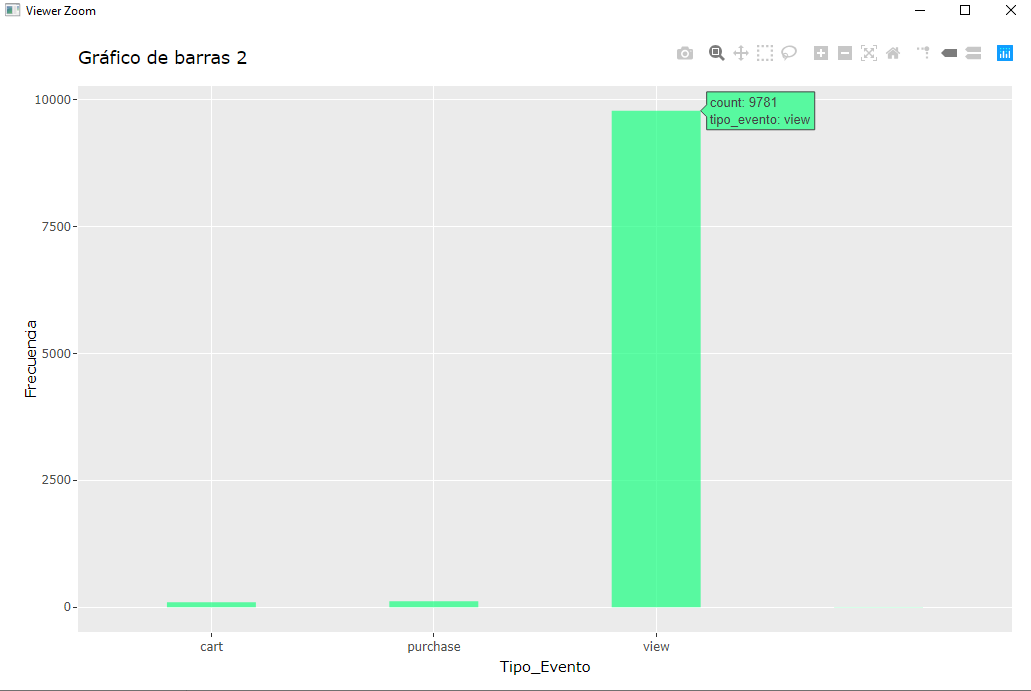 Viewer Zoom
Gráfico de barras 2
count: 9781
tipo_evento: view
10000
7500
5000
2500
0
Frecuencia
cart
purchase
view
Tipo_Evento